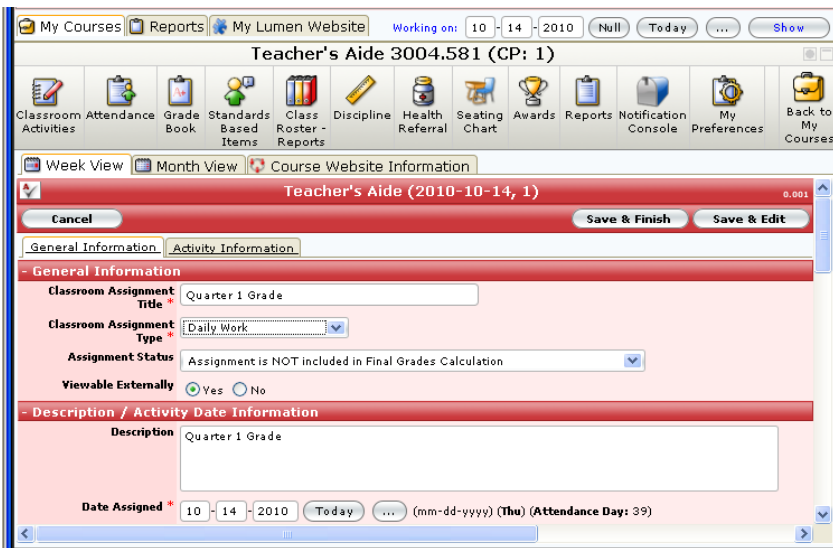 My Courses Reports My Lumen Website Working on: 10 - 14 - 2010 Null Today ... Show
Teacher's Aide 3004.581 (CP: 1)
Classroom Activities
Attendance
Grade Book
Standards Based Items
Class Roster - Reports
Discipline
Health Referral
Seating Chart
Awards
Reports
Notification Console
My Preferences
Back to My Courses
Week View Month View Course Website Information
Teacher's Aide (2010-10-14, 1) 0.001
Cancel Save & Finish Save & Edit
General Information Activity Information
- General Information
Classroom Assignment Title * Quarter 1 Grade
Classroom Assignment Type * Daily Work
Assignment Status Assignment is NOT included in Final Grades Calculation
Viewable Externally Yes No
- Description / Activity Date Information
Description Quarter 1 Grade
Date Assigned * 10 - 14 - 2010 Today ... (mm-dd-yyyy) (Thu) (Attendance Day: 39)